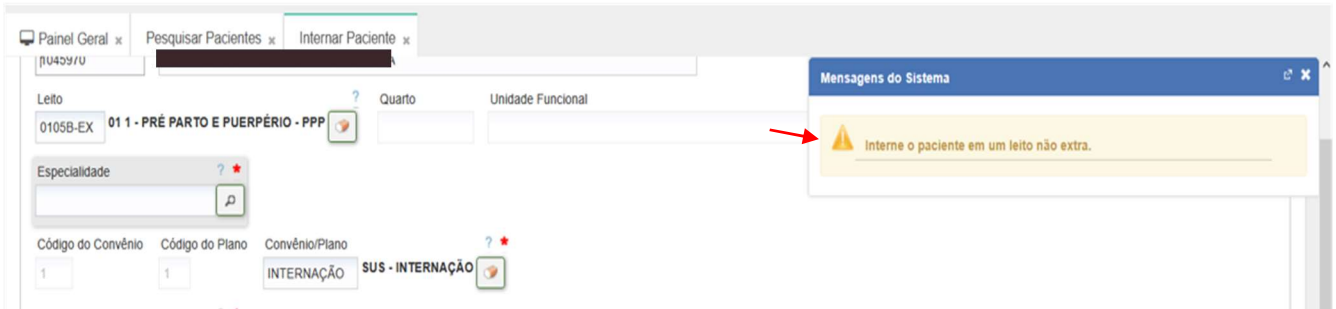 Painel Geral x Pesquisar Pacientes x Internar Paciente x
1045970 A
Mensagens do Sistema
Leito ? Quarto Unidade Funcional
0105B-EX 01 1 - PRÉ PARTO E PUERPÉRIO - PPP
Interne o paciente em um leito não extra.
Especialidade ? *
Código do Convênio Código do Plano Convênio/Plano ? *
1 1 INTERNAÇÃO SUS - INTERNAÇÃO